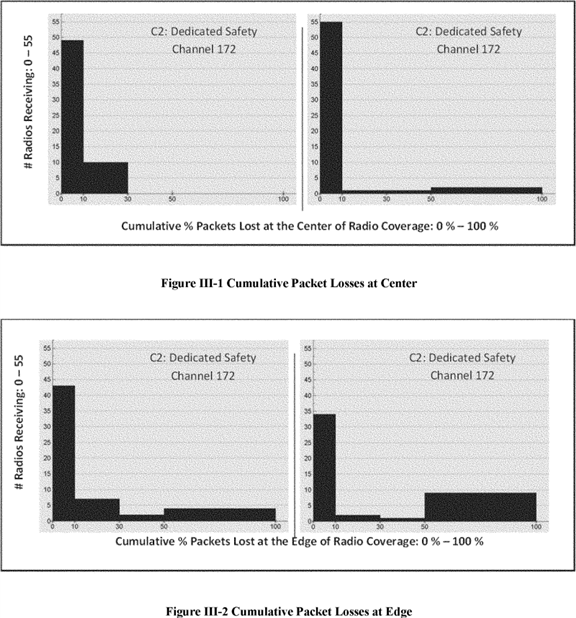 C2: Dedicated Safety
Channel 172
# Radios Receiving: 0 – 55
55
50
45
40
35
30
25
20
15
10
5
0
0 10 30 50 100
C2: Dedicated Safety
Channel 172
55
50
45
40
35
30
25
20
15
10
5
0
0 10 30 50 100
Cumulative % Packets Lost at the Center of Radio Coverage: 0 % – 100 %
Figure III-1 Cumulative Packet Losses at Center
C2: Dedicated Safety
Channel 172
# Radios Receiving: 0 – 55
55
50
45
40
35
30
25
20
15
10
5
0
0 10 30 50 100
C2: Dedicated Safety
Channel 172
55
50
45
40
35
30
25
20
15
10
5
0
0 10 30 50 100
Cumulative % Packets Lost at the Edge of Radio Coverage: 0 % – 100 %
Figure III-2 Cumulative Packet Losses at Edge